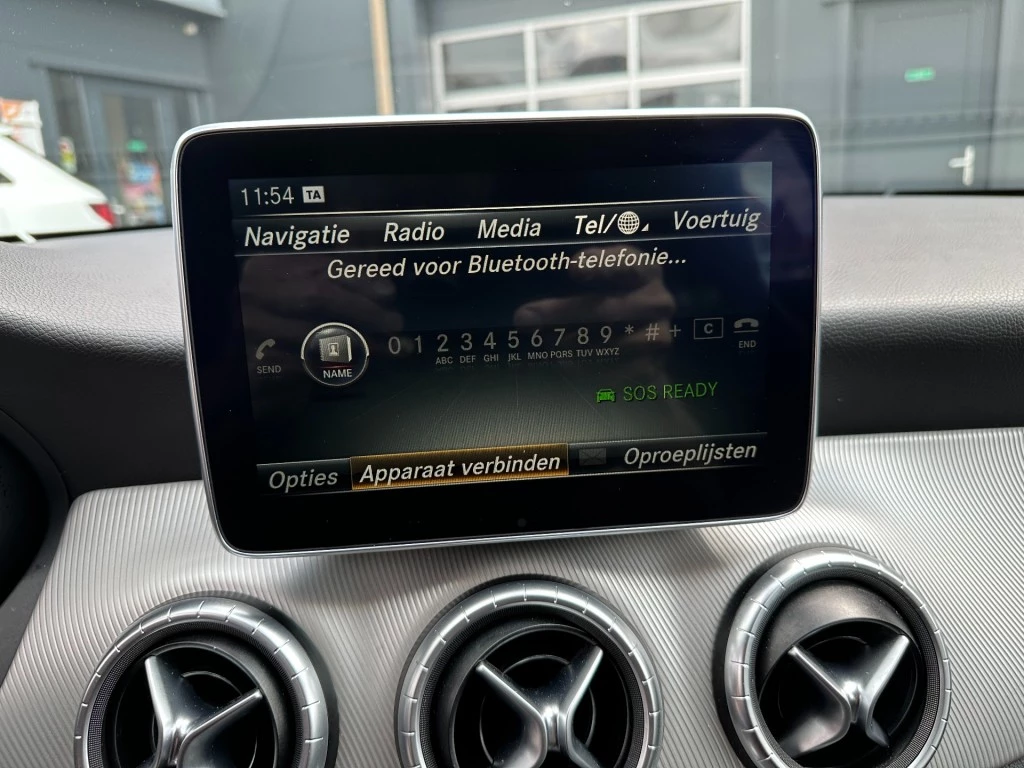 11:54 TA
Navigatie Radio Media Tel/ Voertuig
Gereed voor Bluetooth-telefonie...
0 1 2 3 4 5 6 7 8 9 * # + C
ABC DEF GHI JKL MNO PQRS TUV WXYZ
SEND NAME END
SOS READY
Opties Apparaat verbinden Oproeplijsten